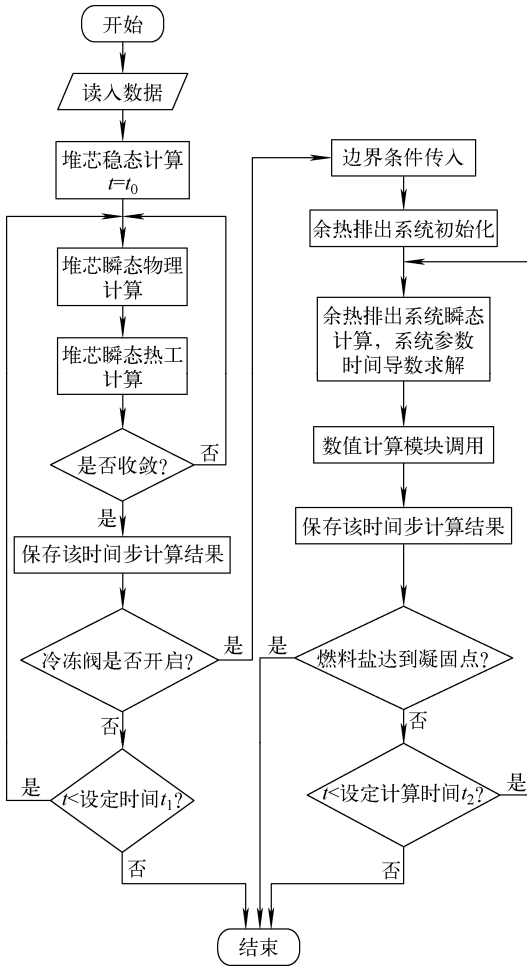 开始
读入数据
堆芯稳态计算
t=t₀
堆芯瞬态物理
计算
堆芯瞬态热工
计算
是否收敛?
否
是
保存该时间步计算结果
冷冻阀是否开启?
是
否
t<设定时间t₁?
是
否
边界条件传入
余热排出系统初始化
余热排出系统瞬态
计算，系统参数
时间导数求解
数值计算模块调用
保存该时间步计算结果
燃料盐达到凝固点?
是
否
t<设定计算时间t₂?
是
否
结束